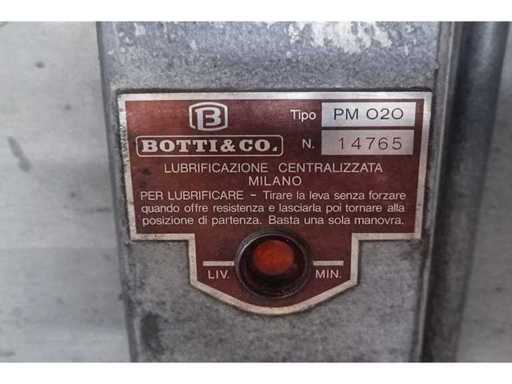 B Tipo PM 020
BOTTI&CO. N. 14765
LUBRIFICAZIONE CENTRALIZZATA
MILANO
PER LUBRIFICARE - Tirare la leva senza forzare
quando offre resistenza e lasciarla poi tornare alla
posizione di partenza. Basta una sola manovra.
LIV. MIN.